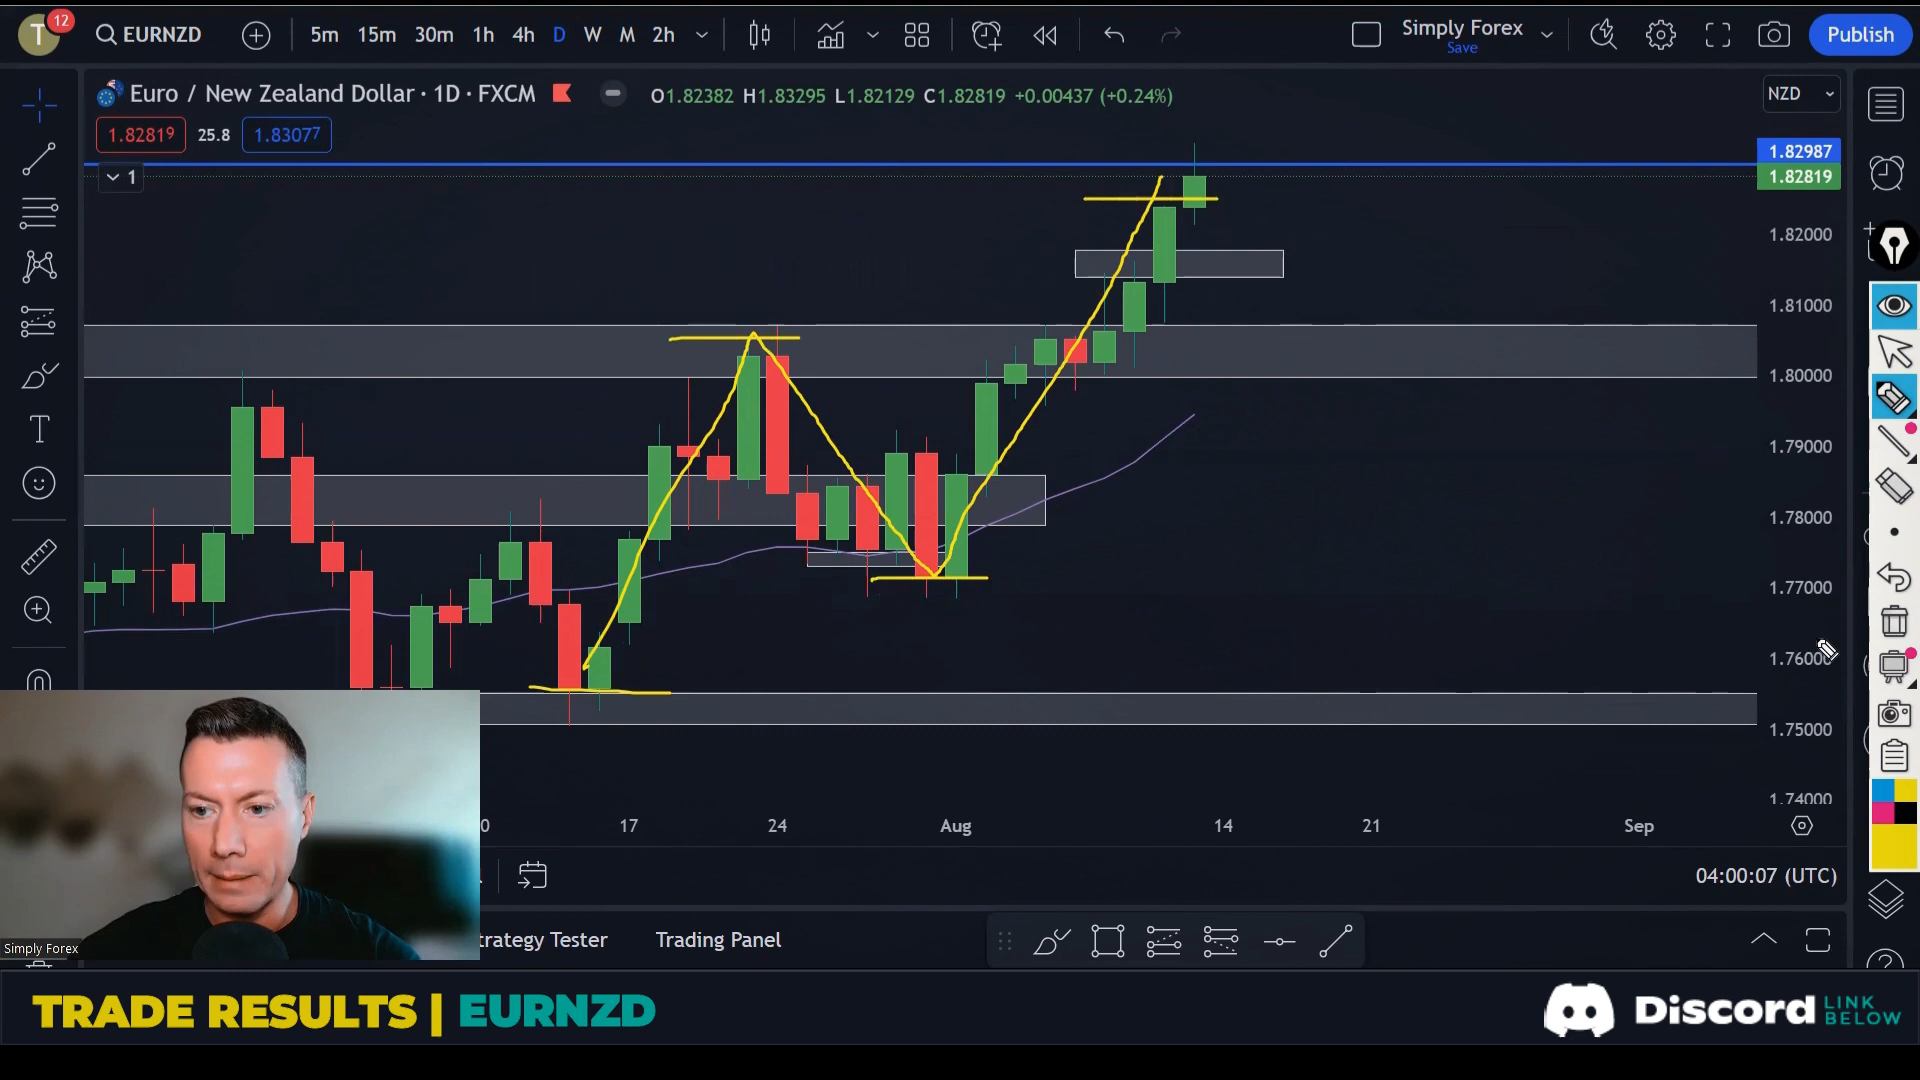 T 12 EURNZD 5m 15m 30m 1h 4h D W M 2h Simply Forex Publish
Save
Euro / New Zealand Dollar · 1D · FXCM O1.82382 H1.83295 L1.82129 C1.82819 +0.00437 (+0.24%) NZD
1.82819 25.8 1.83077
1.82987
1
1.82819
1.82000
1.81000
1.80000
1.79000
1.78000
1.77000
1.76000
1.75000
1.74000
0 17 24 Aug 14 21 Sep
04:00:07 (UTC)
trategy Tester Trading Panel
Simply Forex
TRADE RESULTS | EURNZD
Discord LINK BELOW